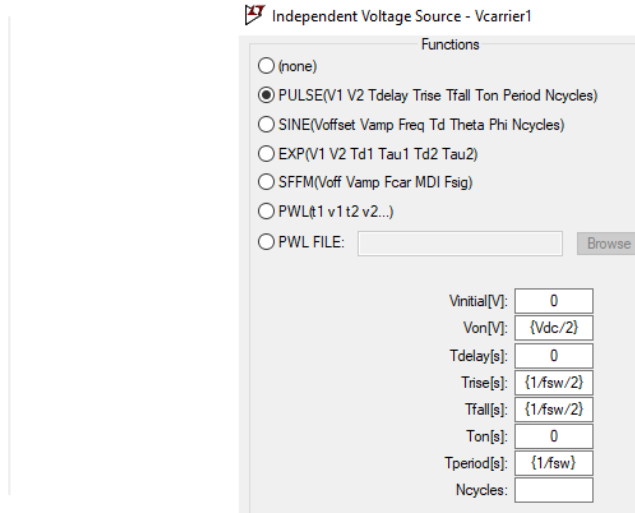 Independent Voltage Source - Vcarrier1
Functions
(none)
PULSE(V1 V2 Tdelay Trise Tfall Ton Period Ncycles)
SINE(Voffset Vamp Freq Td Theta Phi Ncycles)
EXP(V1 V2 Td1 Tau1 Td2 Tau2)
SFFM(Voff Vamp Fcar MDI Fsig)
PWL(t1 v1 t2 v2...)
PWL FILE: Browse
Vinitial[V]: 0
Von[V]: {Vdc/2}
Tdelay[s]: 0
Trise[s]: {1/fsw/2}
Tfall[s]: {1/fsw/2}
Ton[s]: 0
Tperiod[s]: {1/fsw}
Ncycles: